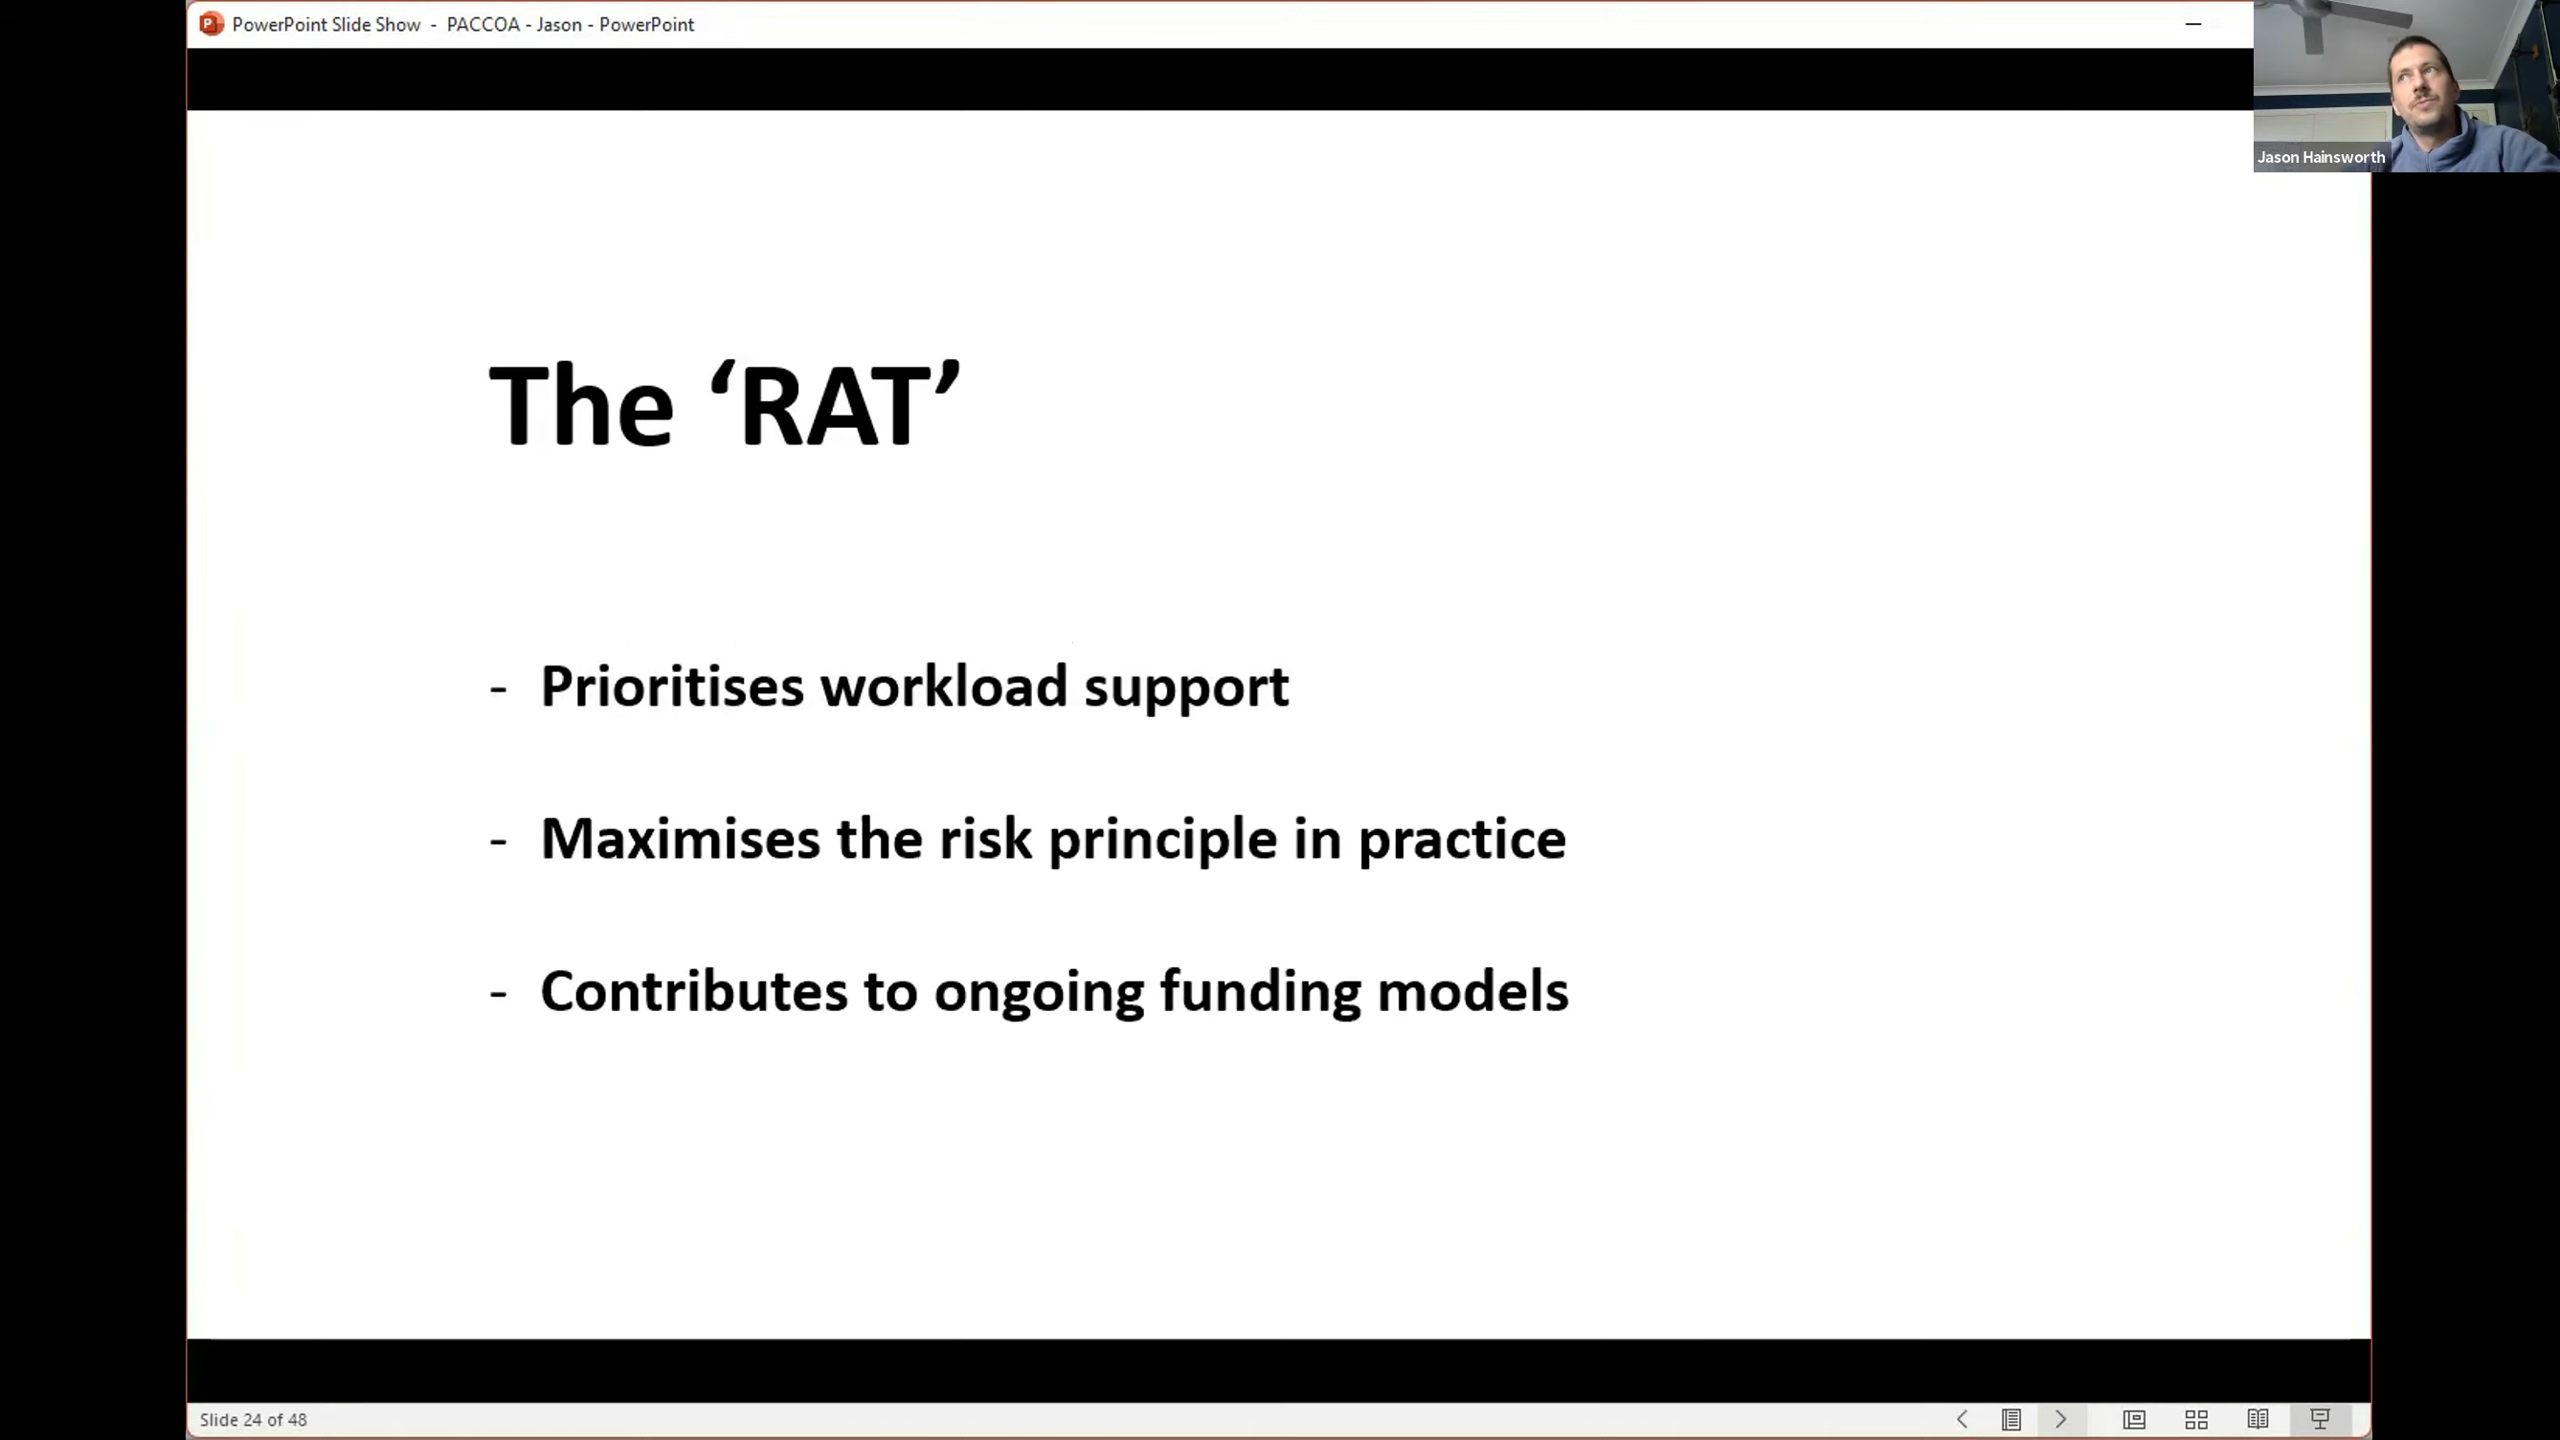 PowerPoint Slide Show - PACCOA - Jason - PowerPoint
Jason Hainsworth
The ‘RAT’
- Prioritises workload support
- Maximises the risk principle in practice
- Contributes to ongoing funding models
Slide 24 of 48